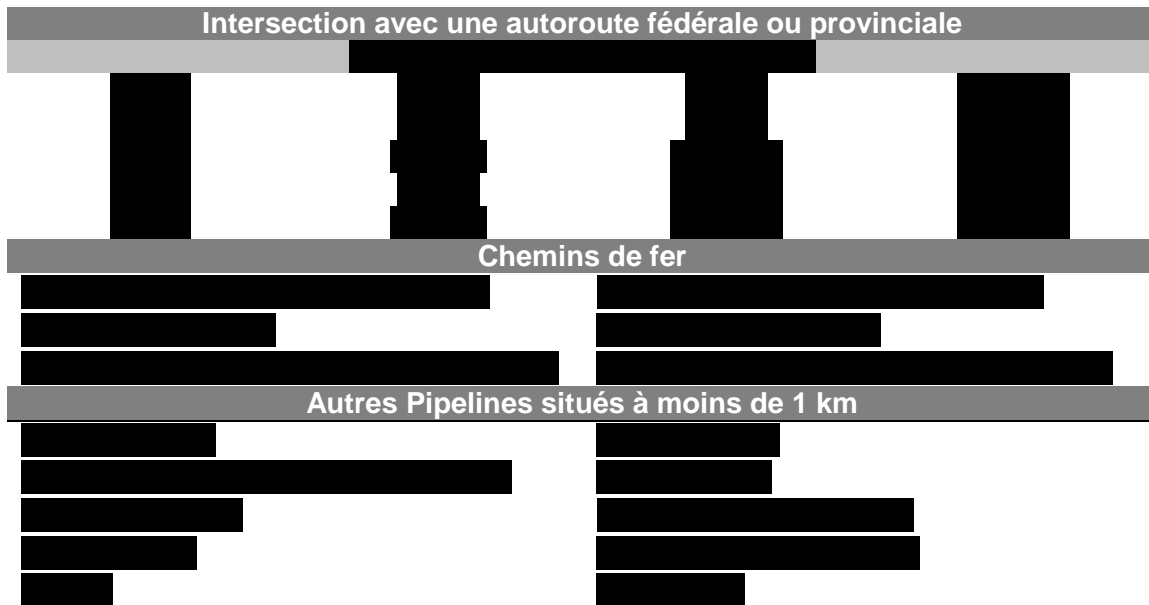 Intersection avec une autoroute fédérale ou provinciale
Chemins de fer
Autres Pipelines situés à moins de 1 km